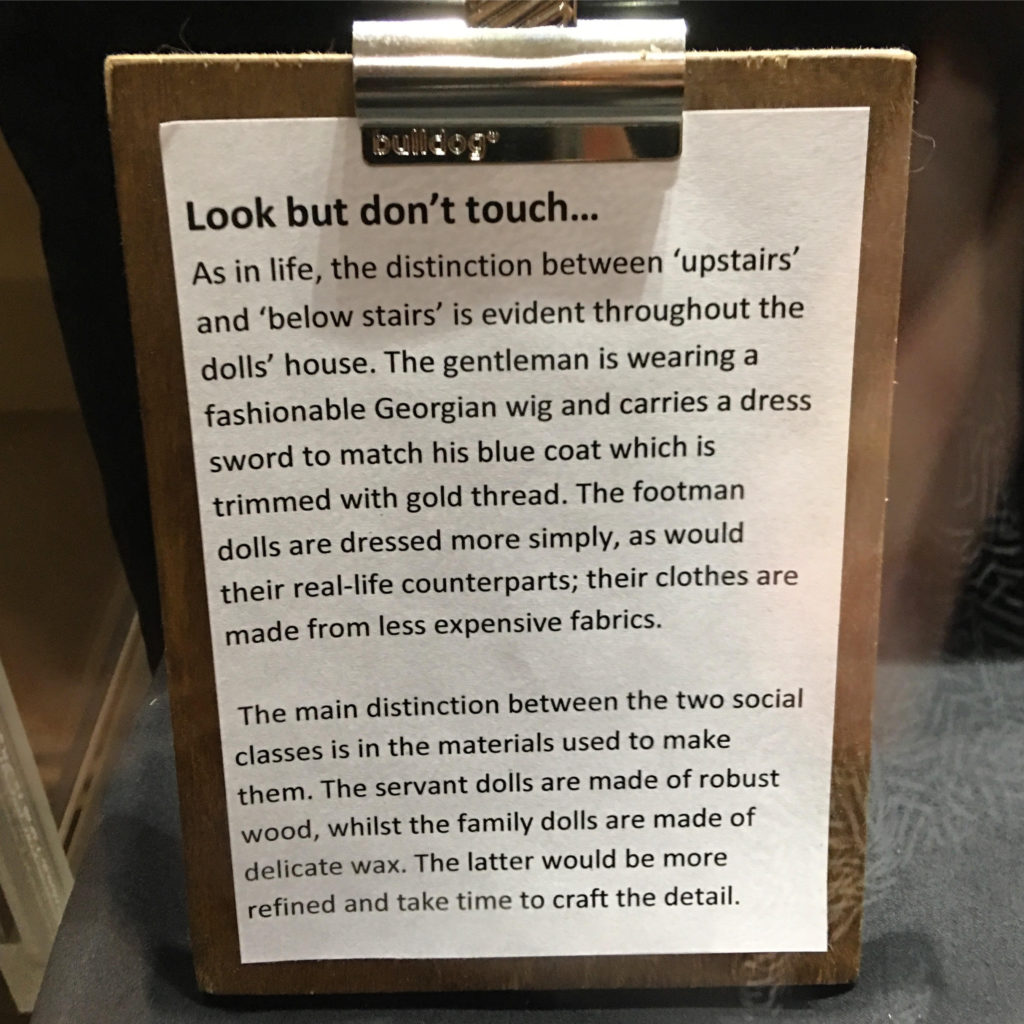 bulldog®
Look but don't touch...
As in life, the distinction between ‘upstairs’
and ‘below stairs’ is evident throughout the
dolls’ house. The gentleman is wearing a
fashionable Georgian wig and carries a dress
sword to match his blue coat which is
trimmed with gold thread. The footman
dolls are dressed more simply, as would
their real-life counterparts; their clothes are
made from less expensive fabrics.
The main distinction between the two social
classes is in the materials used to make
them. The servant dolls are made of robust
wood, whilst the family dolls are made of
delicate wax. The latter would be more
refined and take time to craft the detail.